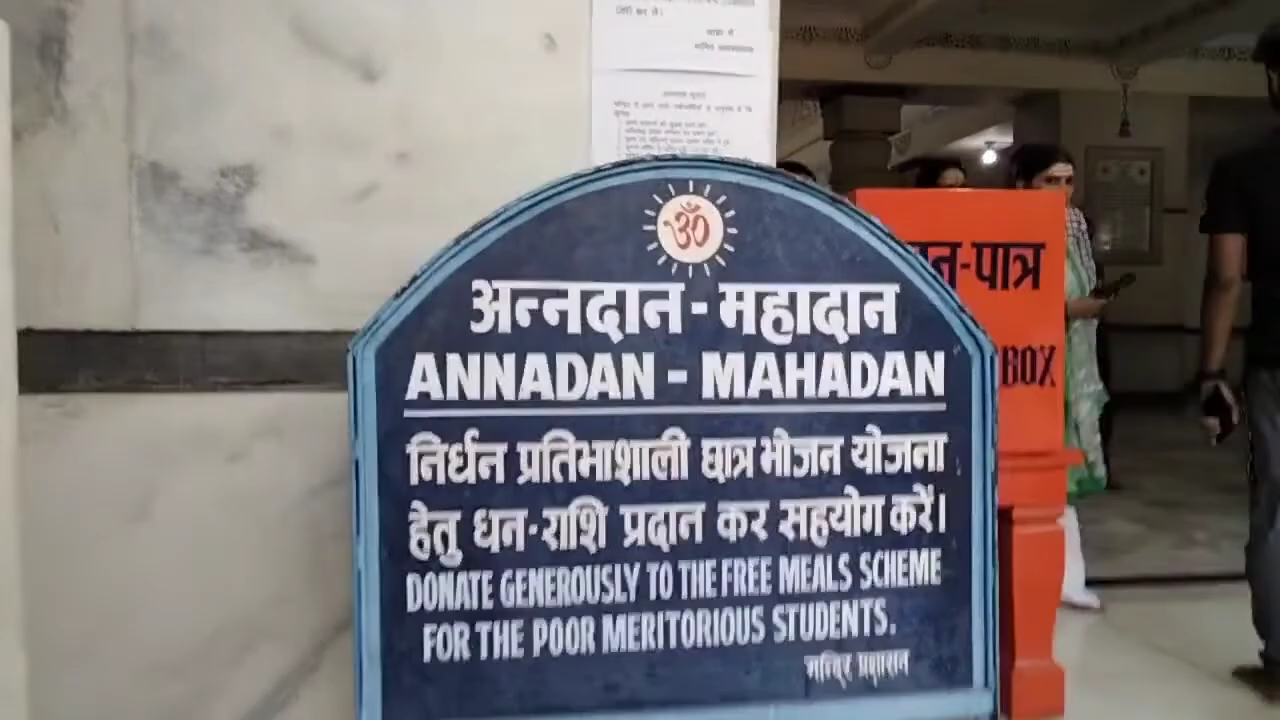 ॐ
अन्नदान - महादान
ANNADAN - MAHADAN
निर्धन प्रतिभाशाली छात्र भोजन योजना
हेतु धन-राशि प्रदान कर सहयोग करें।
DONATE GENEROUSLY TO THE FREE MEALS SCHEME
FOR THE POOR MERITORIOUS STUDENTS.
मन्दिर प्रशासन
-पात्र
BOX